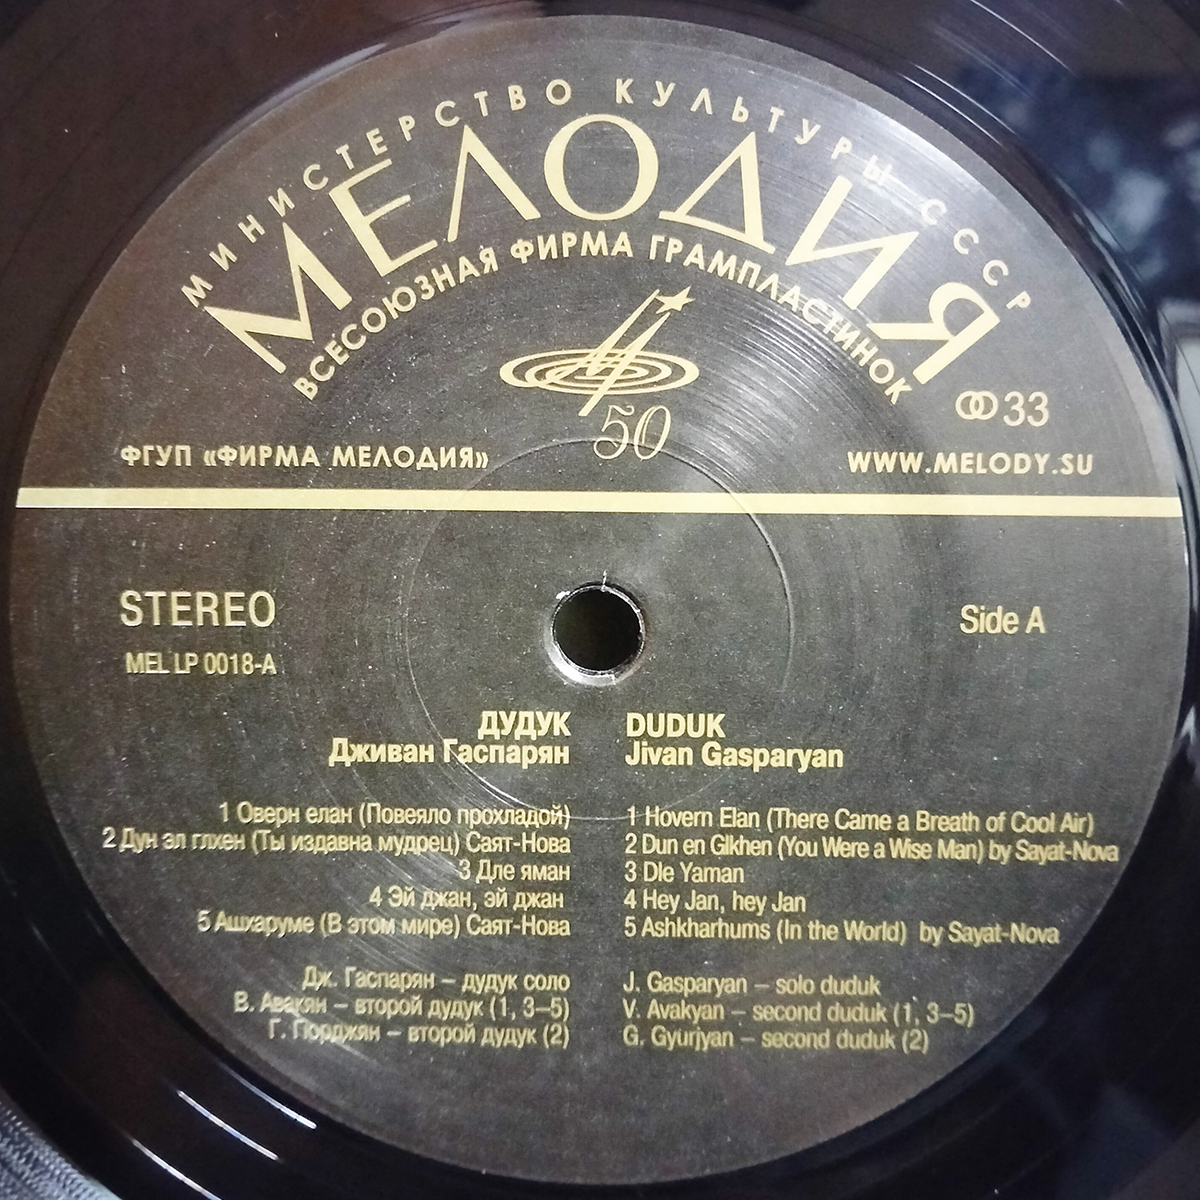 МИНИСТЕРСТВО КУЛЬТУРЫ СССР
МЕЛОДИЯ
ВСЕСОЮЗНАЯ ФИРМА ГРАМПЛАСТИНОК
50
33
ФГУП «ФИРМА МЕЛОДИЯ»
WWW.MELODY.SU
STEREO
Side A
MEL LP 0018-A
ДУДУК
Дживан Гаспарян
1 Оверн елан (Повеяло прохладой)
2 Дун эл глхен (Ты издавна мудрец) Саят-Нова
3 Дле яман
4 Эй джан, эй джан
5 Ашхаруме (В этом мире) Саят-Нова
Дж. Гаспарян – дудук соло
В. Авакян – второй дудук (1, 3–5)
Г. Гюрджян – второй дудук (2)
DUDUK
Jivan Gasparyan
1 Hovern Elan (There Came a Breath of Cool Air)
2 Dun en Glkhen (You Were a Wise Man) by Sayat-Nova
3 Dle Yaman
4 Hey Jan, hey Jan
5 Ashkharhums (In the World) by Sayat-Nova
J. Gasparyan – solo duduk
V. Avakyan – second duduk (1, 3–5)
G. Gyurjyan – second duduk (2)